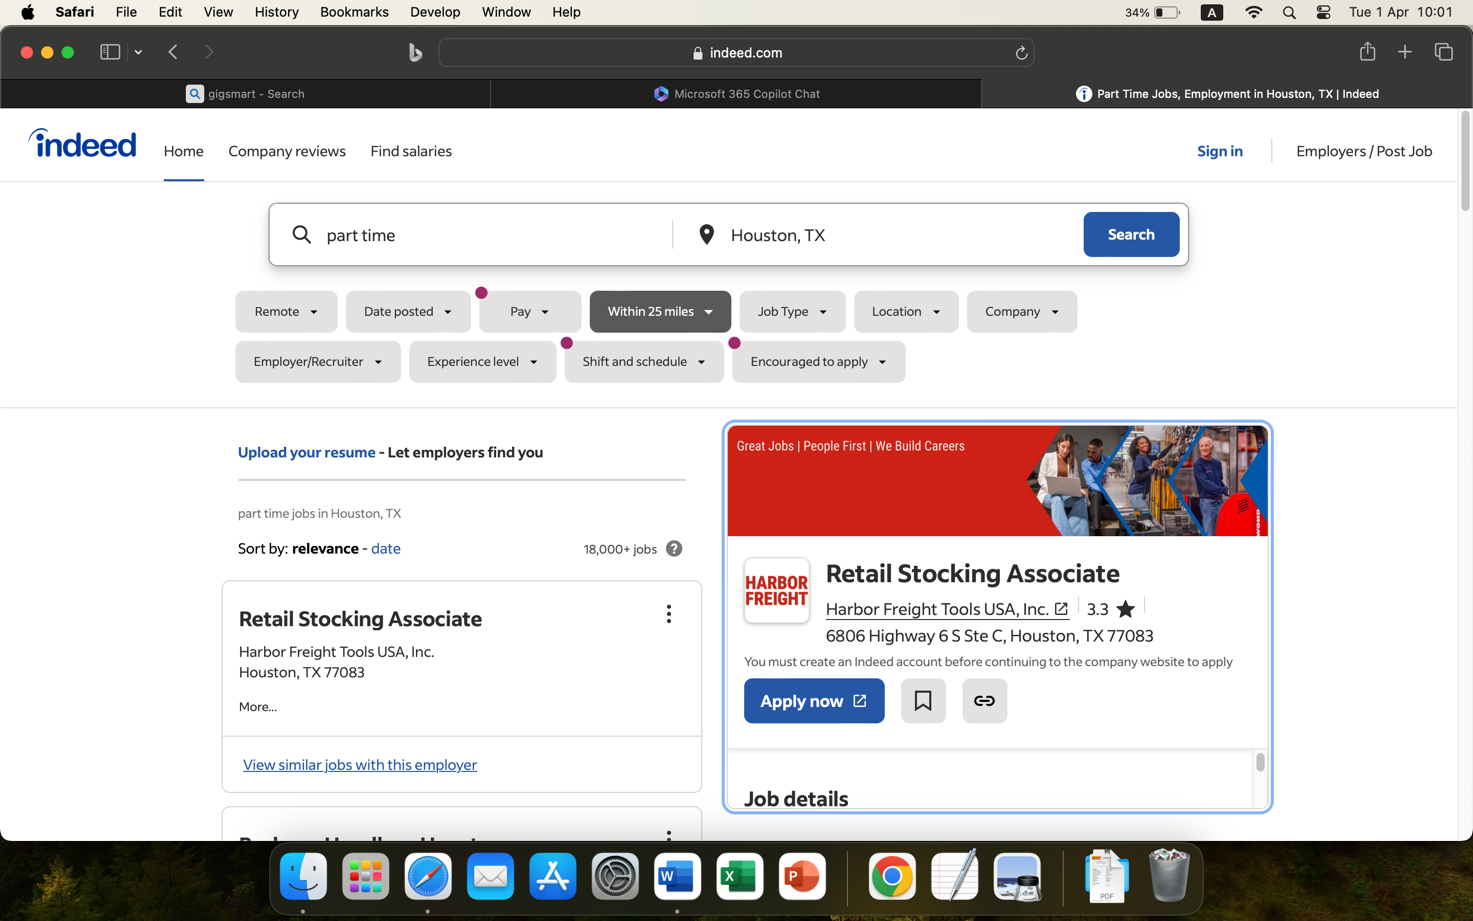 Safari File Edit View History Bookmarks Develop Window Help 34% A Tue 1 Apr 10:01
indeed.com
gigsmart - Search
Microsoft 365 Copilot Chat
Part Time Jobs, Employment in Houston, TX | Indeed
indeed
Home Company reviews Find salaries Sign in Employers / Post Job
part time Houston, TX Search
Remote Date posted Pay Within 25 miles Job Type Location Company
Employer/Recruiter Experience level Shift and schedule Encouraged to apply
Upload your resume - Let employers find you
part time jobs in Houston, TX
Sort by: relevance - date 18,000+ jobs ?
Retail Stocking Associate
Harbor Freight Tools USA, Inc.
Houston, TX 77083
More...
View similar jobs with this employer
Great Jobs | People First | We Build Careers
HARBOR
FREIGHT
Retail Stocking Associate
Harbor Freight Tools USA, Inc. 3.3
6806 Highway 6 S Ste C, Houston, TX 77083
You must create an Indeed account before continuing to the company website to apply
Apply now
Job details
W X P PDF